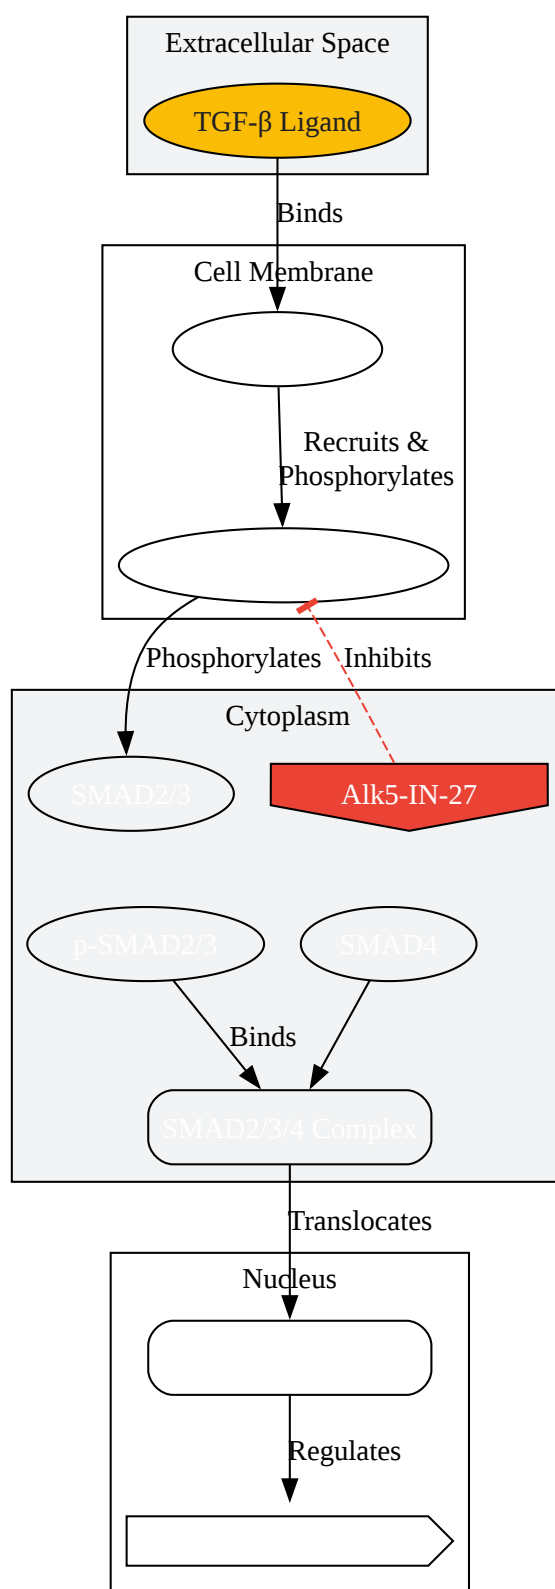 Extracellular Space
TGF-β Ligand
Binds
Cell Membrane
Recruits &
Phosphorylates
Phosphorylates
Inhibits
Cytoplasm
SMAD2/3
Alk5-IN-27
p-SMAD2/3
SMAD4
Binds
SMAD2/3/4 Complex
Translocates
Nucleus
Regulates